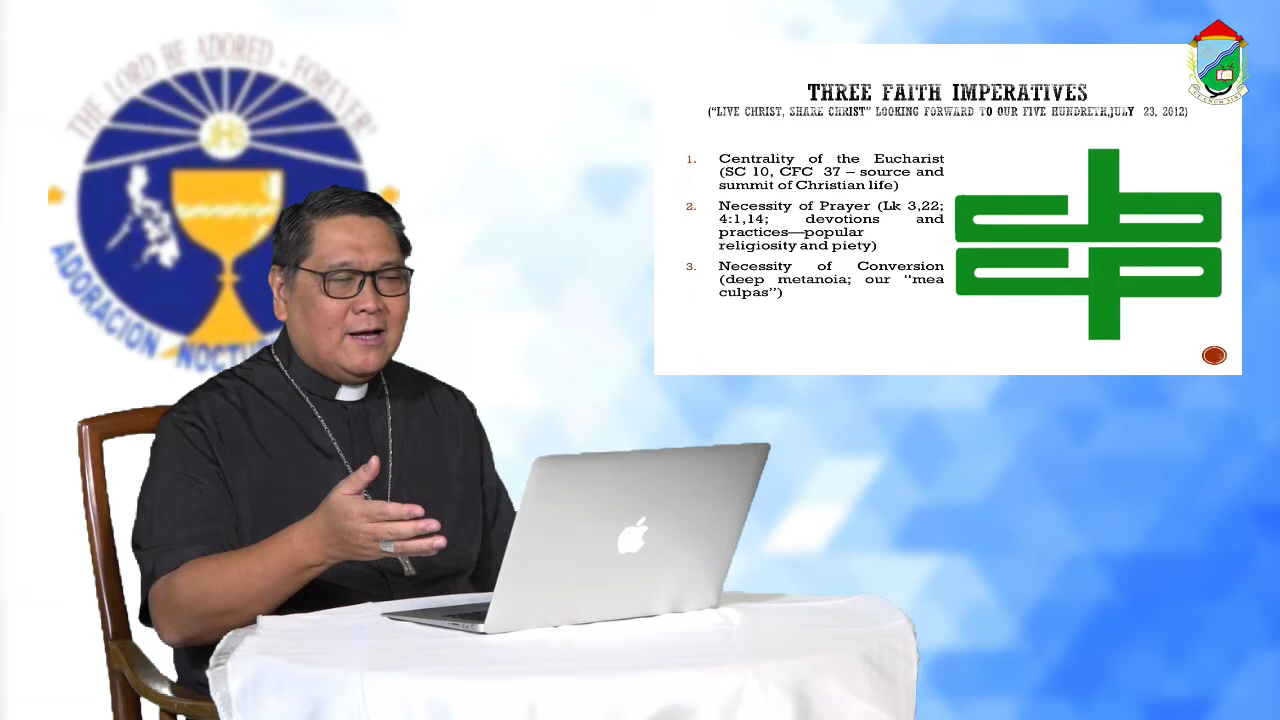 THE LORD BE ADORED - FOREVER
JHS
ADORACION NOCTU
THREE FAITH IMPERATIVES
("LIVE CHRIST, SHARE CHRIST" LOOKING FORWARD TO OUR FIVE HUNDRETH,JULY 23, 2012)
1. Centrality of the Eucharist
(SC 10, CFC 37 – source and
summit of Christian life)
2. Necessity of Prayer (Lk 3,22;
4:1,14; devotions and
practices—popular
religiosity and piety)
3. Necessity of Conversion
(deep metanoia; our "mea
culpas")